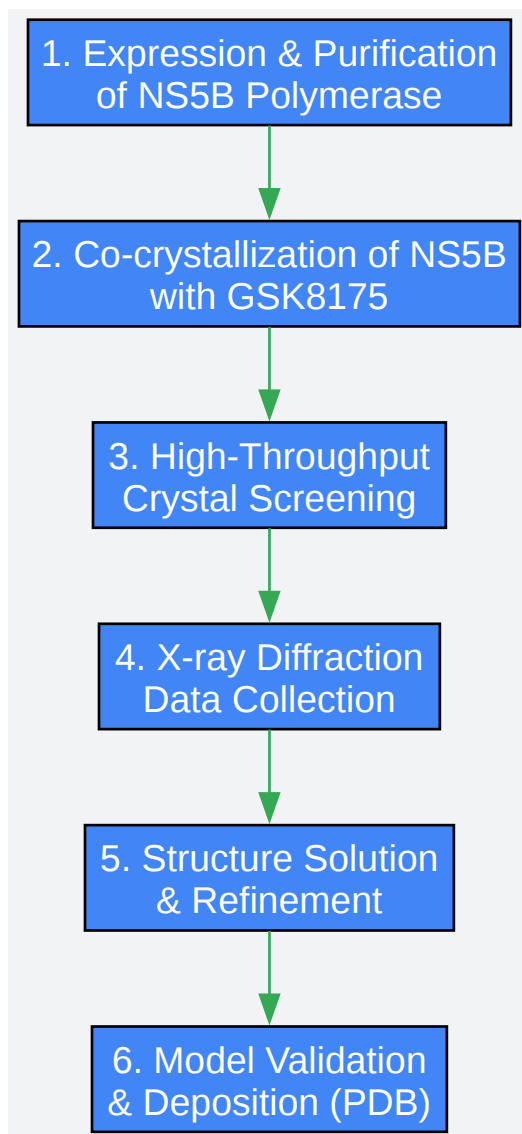 1. Expression & Purification
of NS5B Polymerase
2. Co-crystallization of NS5B
with GSK8175
3. High-Throughput
Crystal Screening
4. X-ray Diffraction
Data Collection
5. Structure Solution
& Refinement
6. Model Validation
& Deposition (PDB)